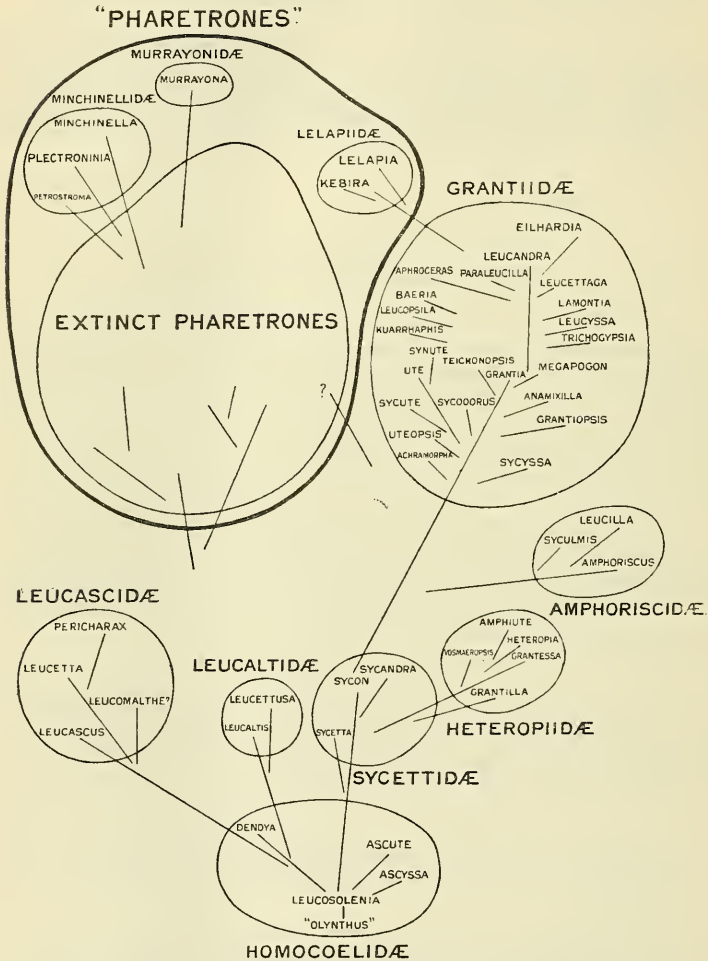 "PHARETRONES"
MURRAYONIDÆ
MURRAYONA
MINCHINELLIDÆ
MINCHINELLA
PLECTRONINIA
PETROSTROMA
LELAPIIDÆ
LELAPIA
KEBIRA
EXTINCT PHARETRONES
?
GRANTIIDÆ
EILHARDIA
LEUCANDRA
APHROCERAS
PARALEUCILLA
LEUCETTAGA
BAERIA
LAMONTIA
LEUCOPSILA
LEUCYSSA
KUARRHAPHIS
TRICHOGYPSIA
SYNUTE
TEICHONOPSIS
UTE
GRANTIA
MEGAPOGON
SYCUTE
SYCODORUS
ANAMIXILLA
GRANTIOPSIS
UTEOPSIS
ACHRAMORPHA
SYCYSSA
LEUCILLA
SYCULMIS
AMPHORISCUS
AMPHORISCIDÆ
LEUCASCIDÆ
PERICHARAX
LEUCETTA
LEUCOMALTHE?
LEUCASCUS
LEUCALTIDÆ
LEUCETTUSA
LEUCALTIS
SYCANDRA
SYCON
SYCETTA
SYCETTIDÆ
AMPHIUTE
HETEROPIA
VOSMAEROPSIS
GRANTESSA
GRANTILLA
HETEROPIIDÆ
DENDYA
ASCUTE
ASCYSSA
LEUCOSOLENIA
"OLYNTHUS"
HOMOCOELIDÆ